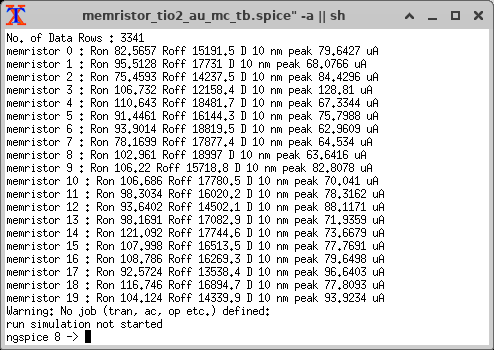 memristor_tio2_au_mc_tb.spice" -a || sh
No. of Data Rows : 3341
memristor 0 : Ron 82.5657 Roff 15191.5 D 10 nm peak 79.6427 uA
memristor 1 : Ron 95.5128 Roff 17731 D 10 nm peak 68.0766 uA
memristor 2 : Ron 75.4593 Roff 14237.5 D 10 nm peak 84.4296 uA
memristor 3 : Ron 106.732 Roff 12158.4 D 10 nm peak 128.81 uA
memristor 4 : Ron 110.643 Roff 18481.7 D 10 nm peak 67.3344 uA
memristor 5 : Ron 91.4461 Roff 16144.3 D 10 nm peak 75.7988 uA
memristor 6 : Ron 93.9014 Roff 18819.5 D 10 nm peak 62.9609 uA
memristor 7 : Ron 78.1699 Roff 17877.4 D 10 nm peak 64.534 uA
memristor 8 : Ron 102.961 Roff 18997 D 10 nm peak 63.6416 uA
memristor 9 : Ron 106.22 Roff 15718.8 D 10 nm peak 82.8078 uA
memristor 10 : Ron 106.686 Roff 17780.5 D 10 nm peak 70.041 uA
memristor 11 : Ron 98.3034 Roff 16020.2 D 10 nm peak 78.3162 uA
memristor 12 : Ron 93.6402 Roff 14502.1 D 10 nm peak 88.1171 uA
memristor 13 : Ron 98.1691 Roff 17082.9 D 10 nm peak 71.9359 uA
memristor 14 : Ron 121.092 Roff 17744.6 D 10 nm peak 73.6679 uA
memristor 15 : Ron 107.998 Roff 16513.5 D 10 nm peak 77.7691 uA
memristor 16 : Ron 108.786 Roff 16269.3 D 10 nm peak 79.6498 uA
memristor 17 : Ron 92.5724 Roff 13538.4 D 10 nm peak 96.6403 uA
memristor 18 : Ron 116.746 Roff 16894.7 D 10 nm peak 77.8093 uA
memristor 19 : Ron 104.124 Roff 14339.9 D 10 nm peak 93.9234 uA
Warning: No job (tran, ac, op etc.) defined:
run simulation not started
ngspice 8 ->